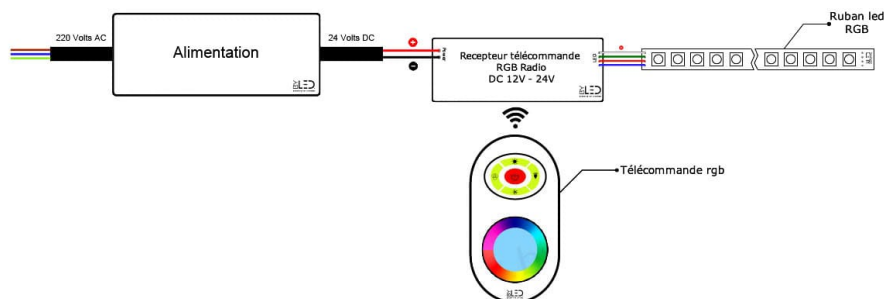 Ruban led
RGB
220 Volts AC
Alimentation
24 Volts DC
Recepteur télécommande
RGB Radio
DC 12V - 24V
Télécommande rgb